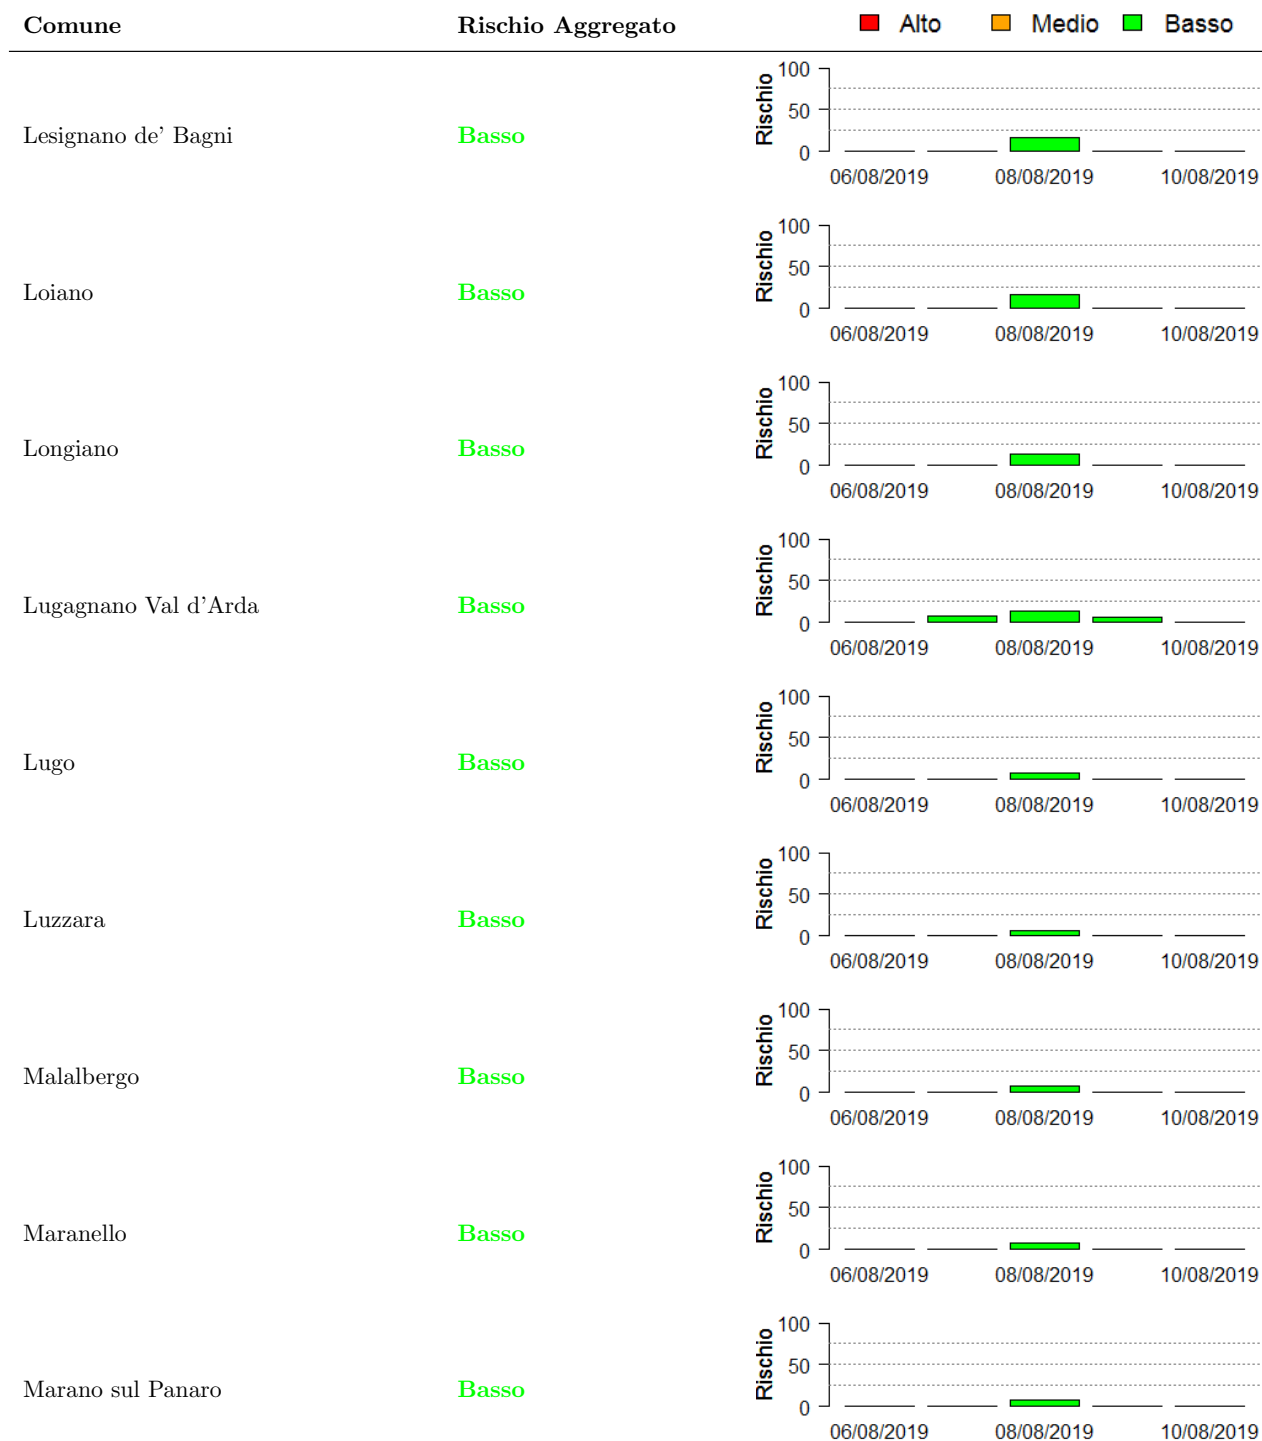 Comune Rischio Aggregato Alto Medio Basso
Lesignano de' Bagni Basso Rischio 100 50 0
06/08/2019 08/08/2019 10/08/2019
Loiano Basso Rischio 100 50 0
06/08/2019 08/08/2019 10/08/2019
Longiano Basso Rischio 100 50 0
06/08/2019 08/08/2019 10/08/2019
Lugagnano Val d'Arda Basso Rischio 100 50 0
06/08/2019 08/08/2019 10/08/2019
Lugo Basso Rischio 100 50 0
06/08/2019 08/08/2019 10/08/2019
Luzzara Basso Rischio 100 50 0
06/08/2019 08/08/2019 10/08/2019
Malalbergo Basso Rischio 100 50 0
06/08/2019 08/08/2019 10/08/2019
Maranello Basso Rischio 100 50 0
06/08/2019 08/08/2019 10/08/2019
Marano sul Panaro Basso Rischio 100 50 0
06/08/2019 08/08/2019 10/08/2019